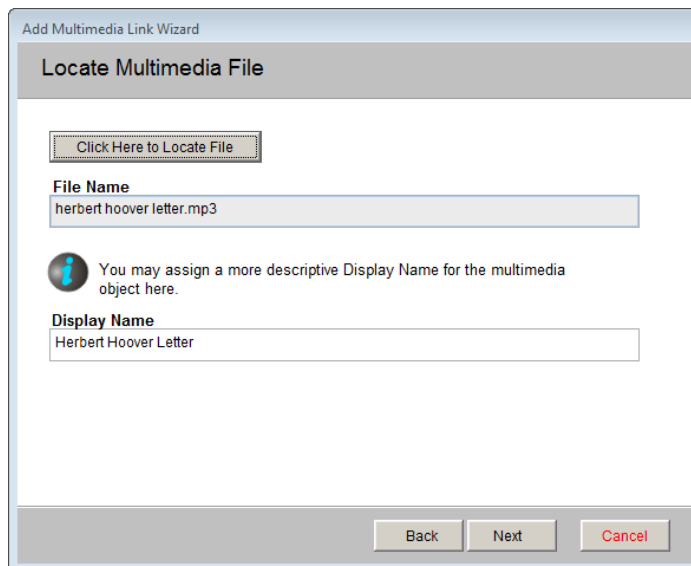 Add Multimedia Link Wizard
Locate Multimedia File
Click Here to Locate File
File Name
herbert hoover letter.mp3
You may assign a more descriptive Display Name for the multimedia
object here.
Display Name
Herbert Hoover Letter
Back Next Cancel